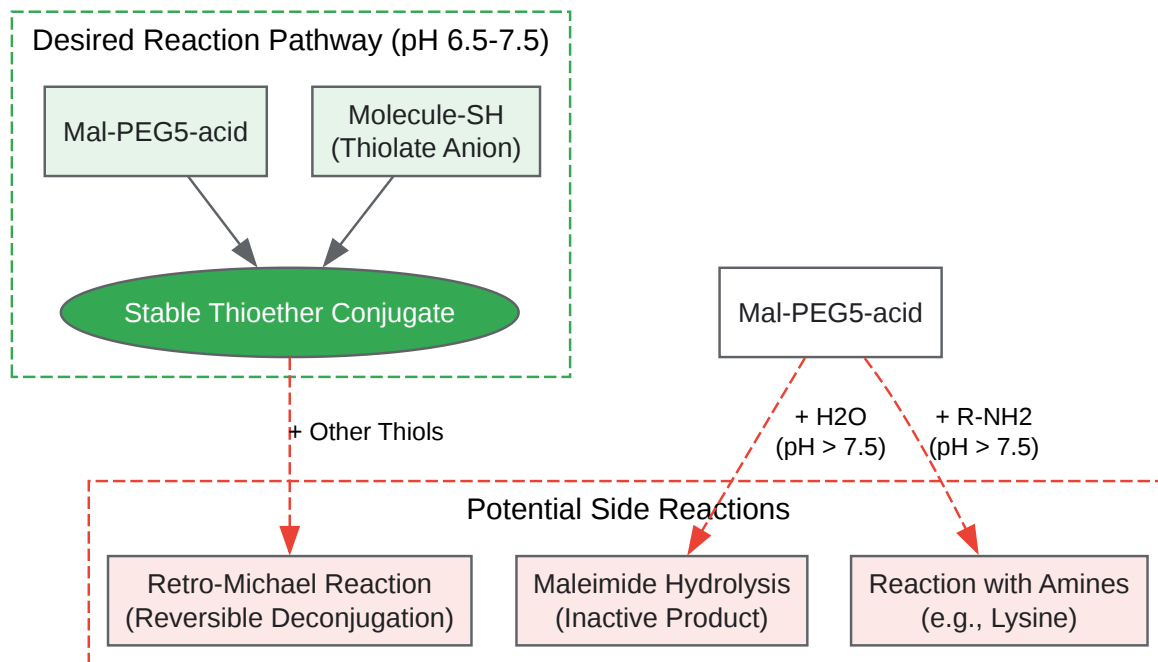 Desired Reaction Pathway (pH 6.5-7.5)
Mal-PEG5-acid
Molecule-SH
(Thiolate Anion)
Stable Thioether Conjugate
Mal-PEG5-acid
+ Other Thiols
+ H2O
(pH > 7.5)
+ R-NH2
(pH > 7.5)
Potential Side Reactions
Retro-Michael Reaction
(Reversible Deconjugation)
Maleimide Hydrolysis
(Inactive Product)
Reaction with Amines
(e.g., Lysine)